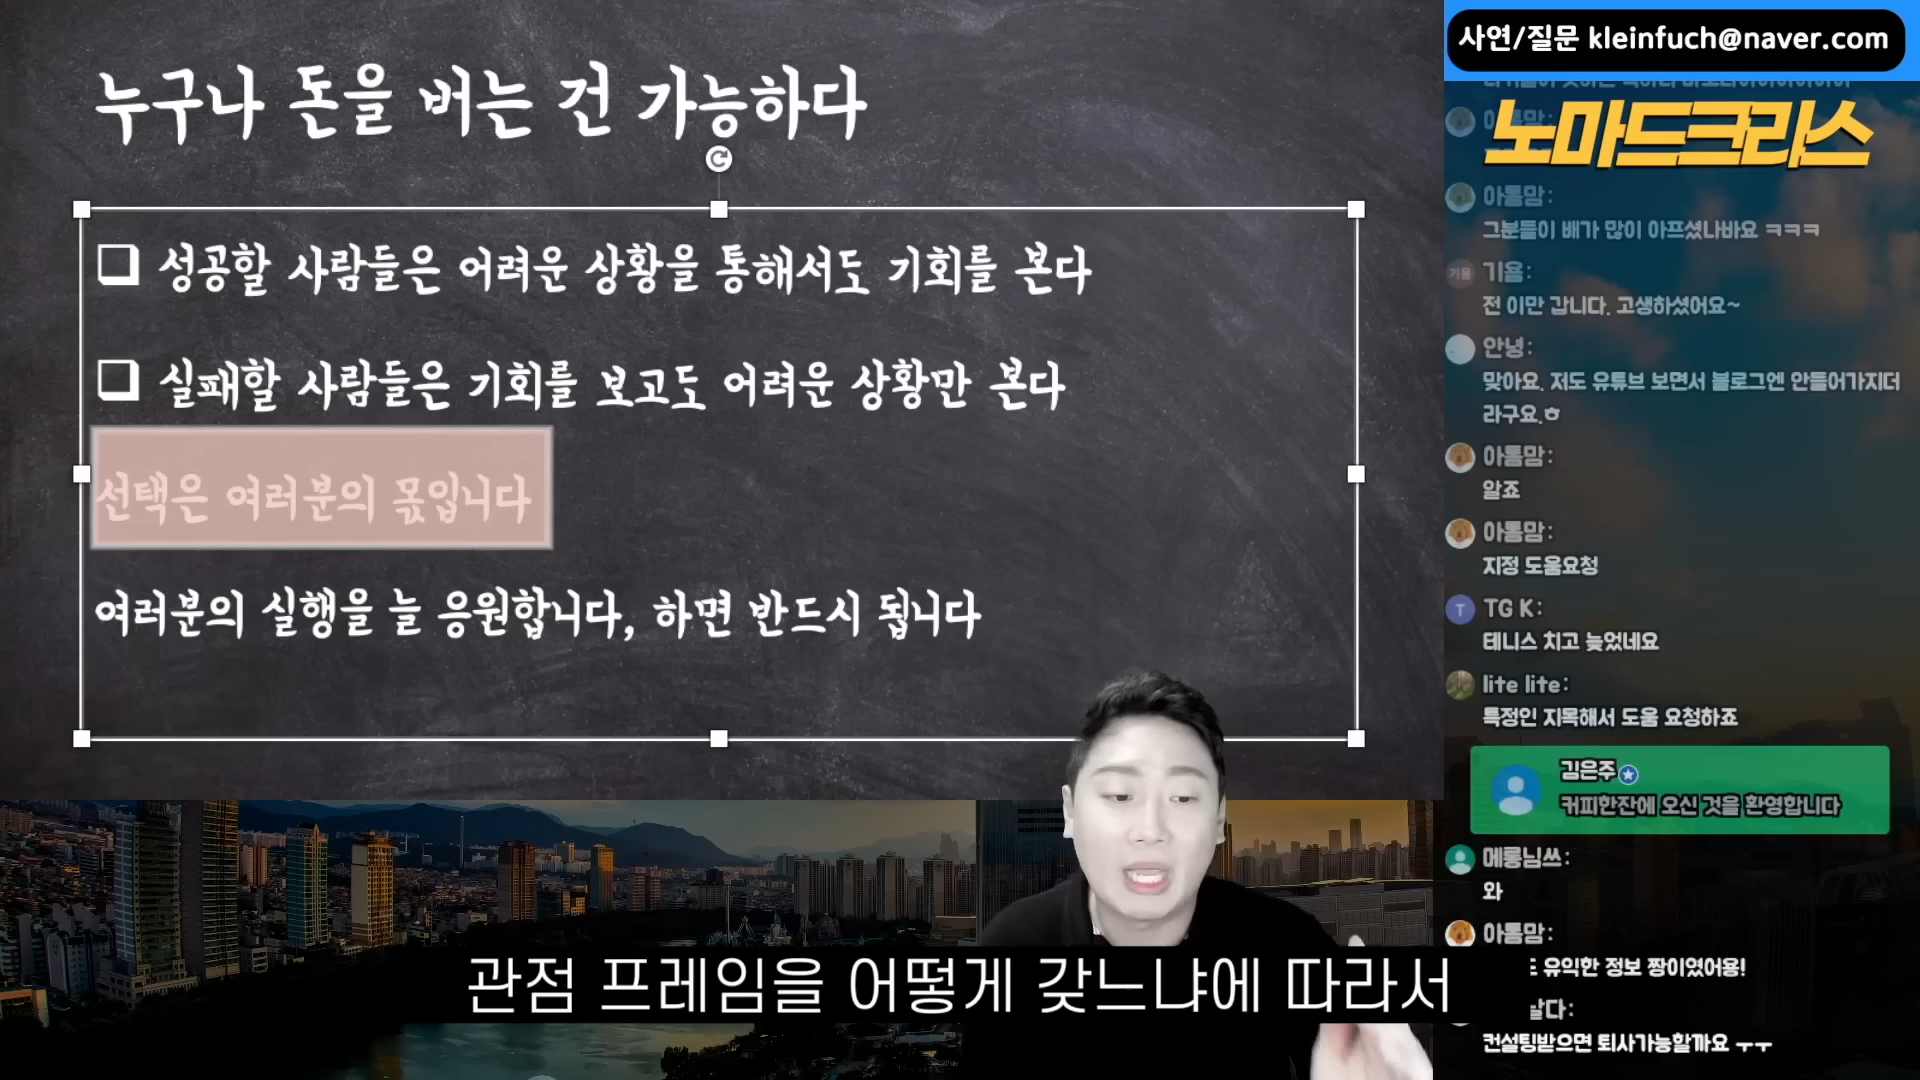 누구나 돈을 버는 건 가능하다
❑ 성공할 사람들은 어려운 상황을 통해서도 기회를 본다
❑ 실패할 사람들은 기회를 보고도 어려운 상황만 본다
선택은 여러분의 몫입니다
여러분의 실행을 늘 응원합니다, 하면 반드시 됩니다
관점 프레임을 어떻게 갖느냐에 따라서
사연/질문 kleinfuch@naver.com
노마드크리스
아톰맘:
그분들이 배가 많이 아프셨나바요 ㅋㅋㅋ
기욤
기욤:
전 이만 갑니다. 고생하셨어요~
안녕:
맞아요. 저도 유튜브 보면서 블로그엔 안들어가지더
라구요.ㅎ
아톰맘:
알죠
아톰맘:
지정 도움요청
T
TG K:
테니스 치고 늦었네요
lite lite:
특정인 지목해서 도움 요청하죠
김은주
커피한잔에 오신 것을 환영합니다
메롱님쓰:
와
아톰맘:
유익한 정보 짱이였어용!
컨설팅받으면 퇴사가능할까요 ㅜㅜ